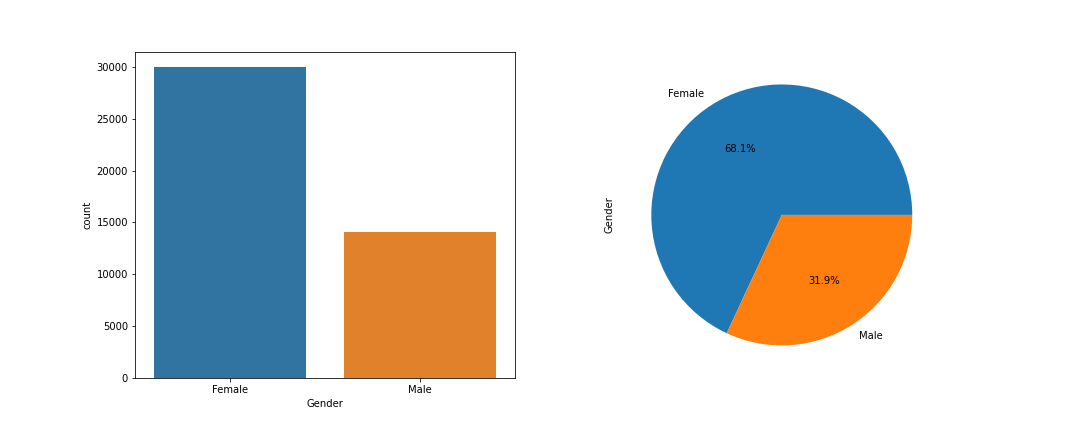 30000
25000
20000
15000
10000
5000
0
count
Female Male
Gender
Female
68.1%
Gender
31.9%
Male